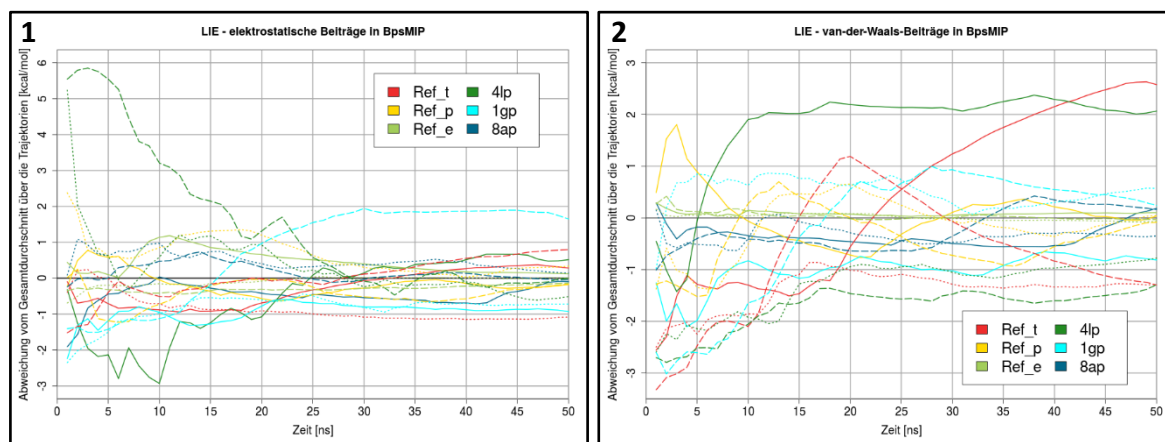 1
LIE - elektrostatische Beiträge in BpsMIP
Abweichung vom Gesamtdurchschnitt über die Trajektorien [kcal/mol]
6
5
4
3
2
1
0
-1
-2
-3
Ref_t
Ref_p
Ref_e
4lp
1gp
8ap
0 5 10 15 20 25 30 35 40 45 50
Zeit [ns]
2
LIE - van-der-Waals-Beiträge in BpsMIP
Abweichung vom Gesamtdurchschnitt über die Trajektorien [kcal/mol]
3
2
1
0
-1
-2
-3
Ref_t
Ref_p
Ref_e
4lp
1gp
8ap
0 5 10 15 20 25 30 35 40 45 50
Zeit [ns]